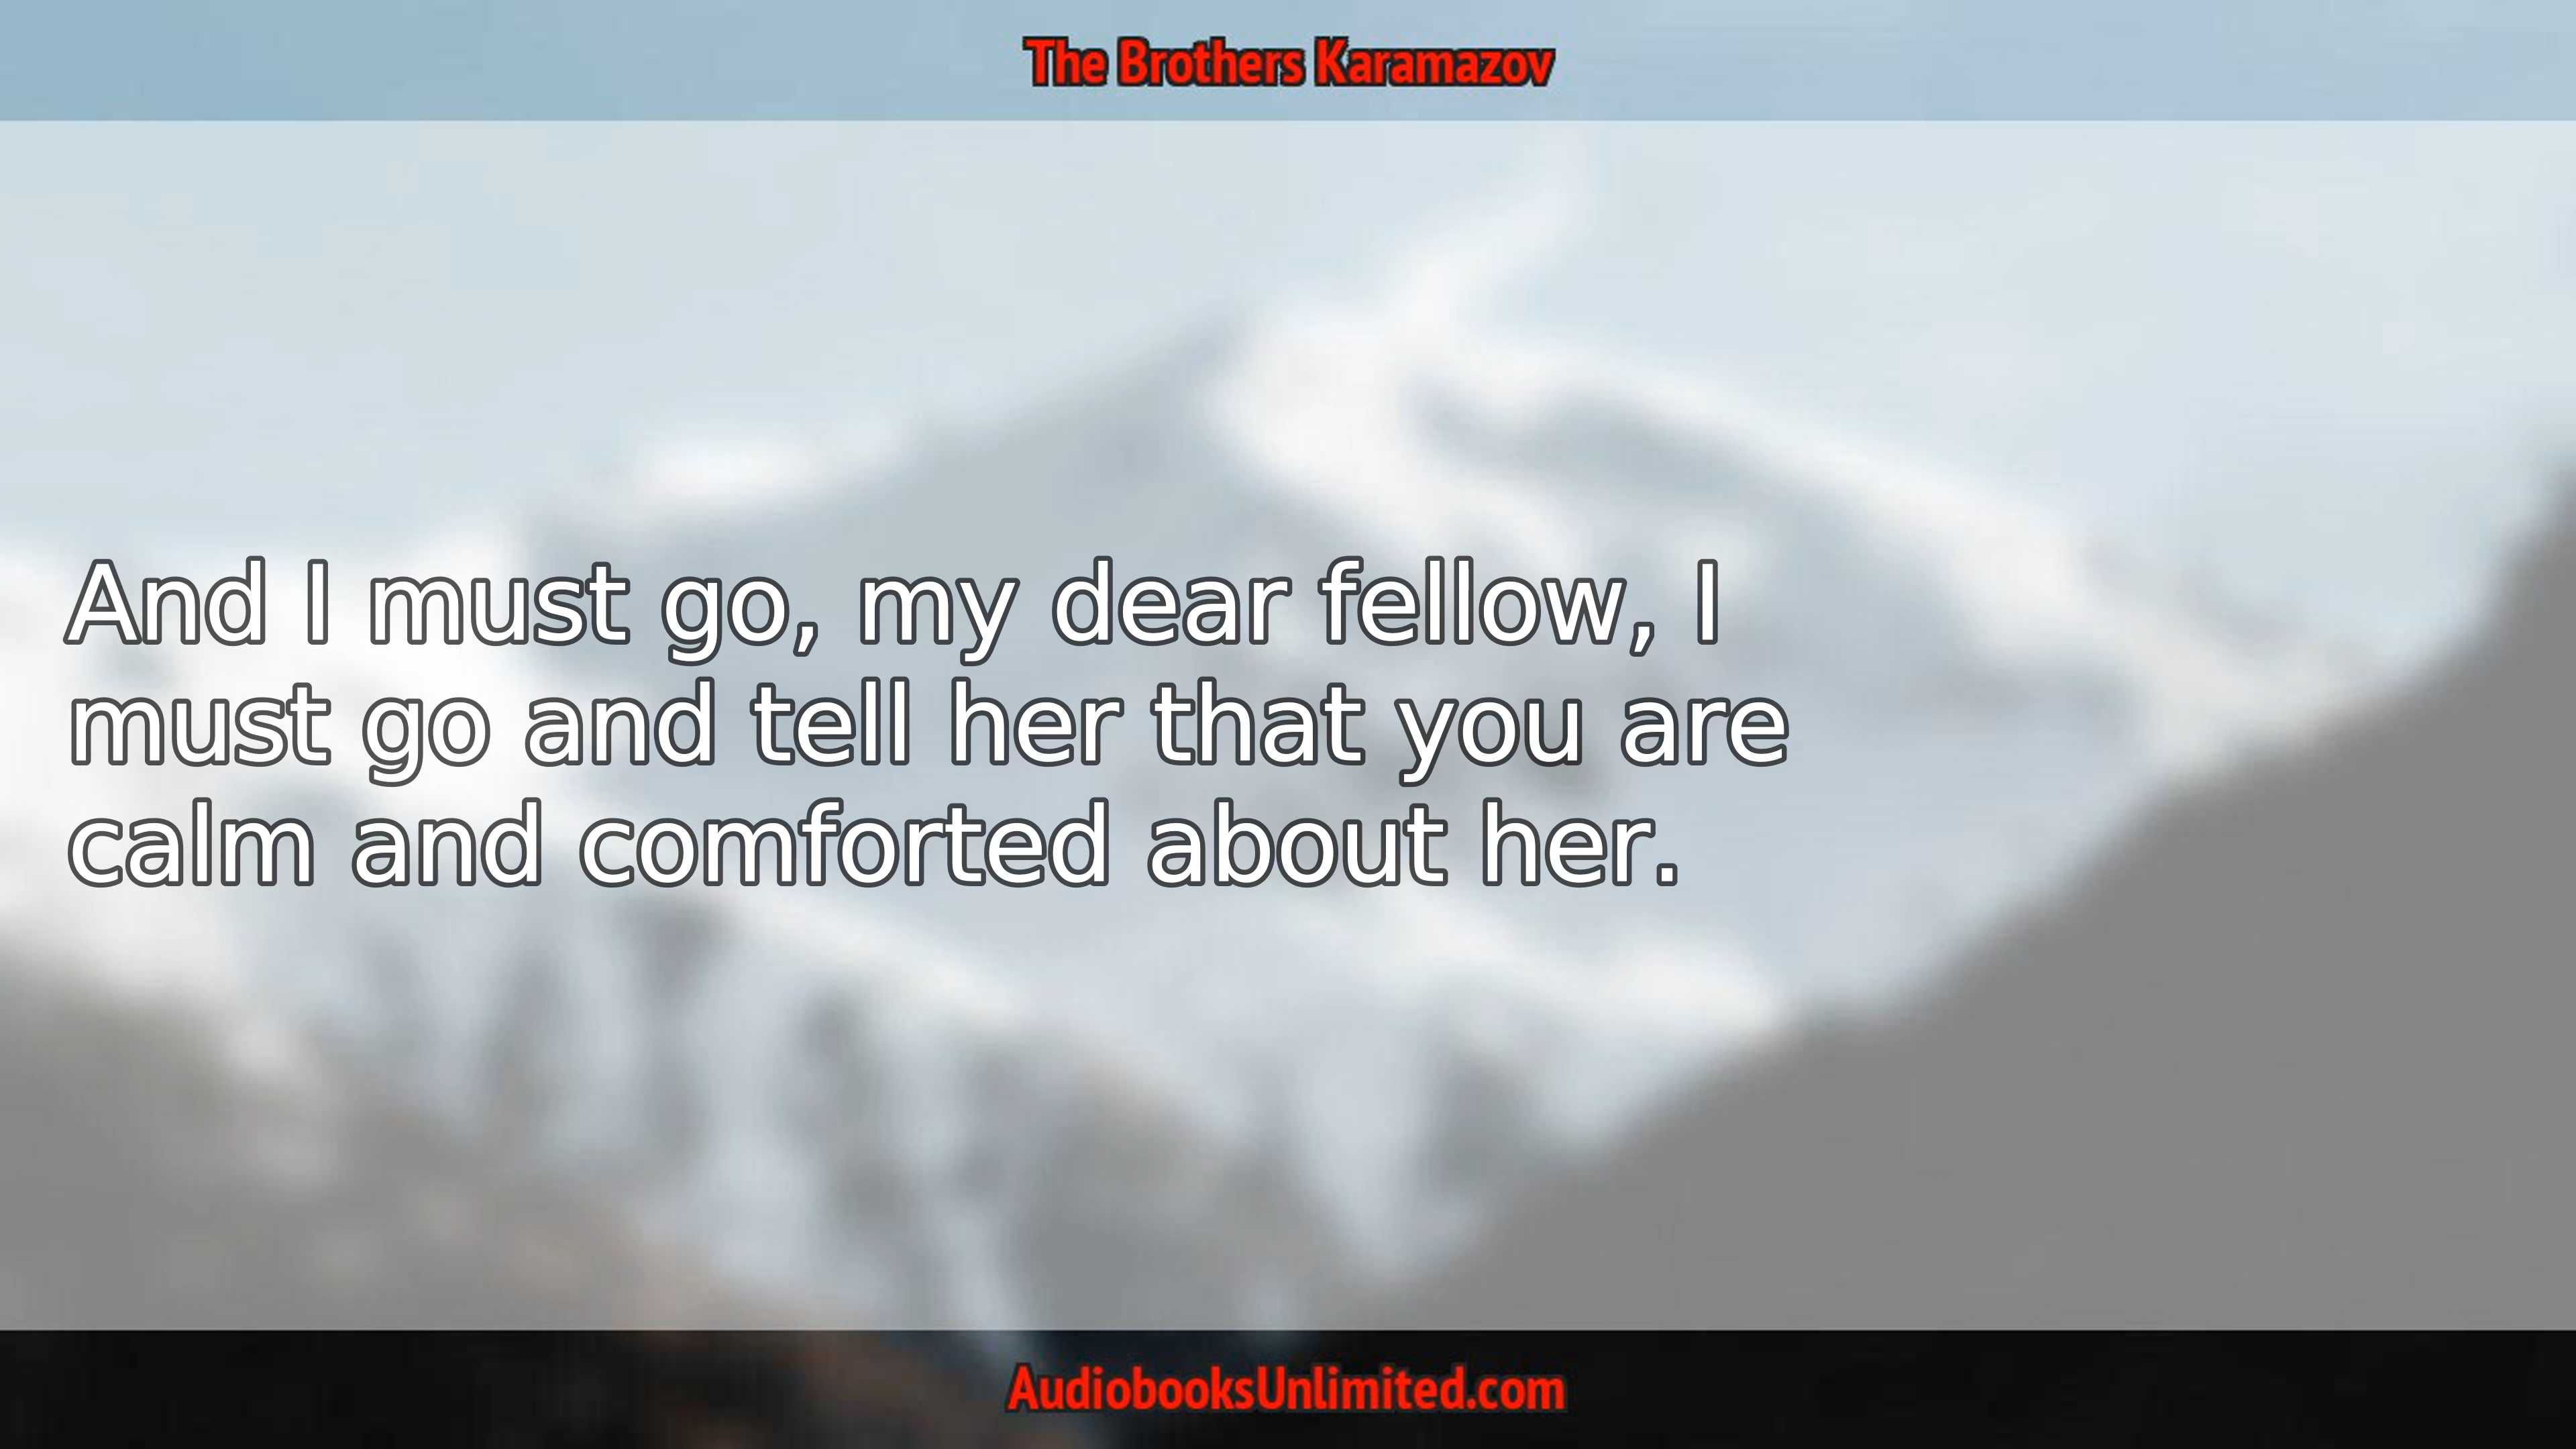 The Brothers Karamazov
And I must go, my dear fellow, I
must go and tell her that you are
calm and comforted about her.
AudiobooksUnlimited.com